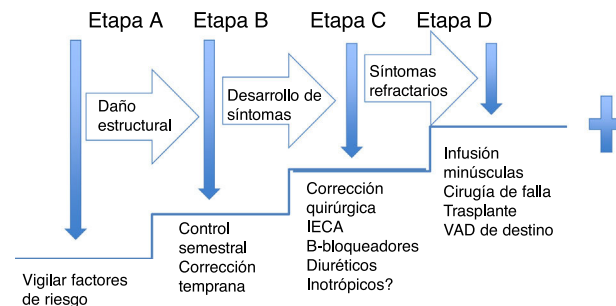 Etapa A
Etapa B
Etapa C
Etapa D
Daño
estructural
Desarrollo de
síntomas
Síntomas
refractarios
Vigilar factores
de riesgo
Control
semestral
Corrección
temprana
Corrección
quirúrgica
IECA
B-bloqueadores
Diuréticos
Inotrópicos?
Infusión
minúsculas
Cirugía de falla
Trasplante
VAD de destino